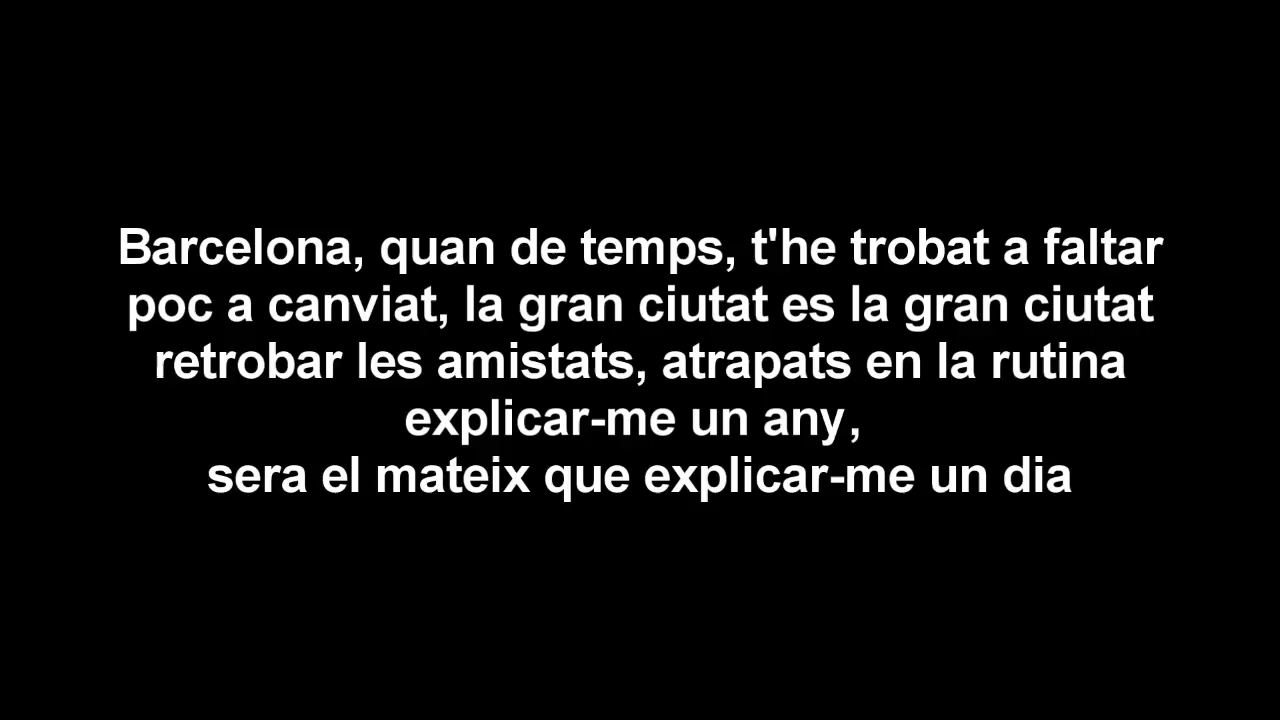 Barcelona, quan de temps, t'he trobat a faltar
poc a canviat, la gran ciutat es la gran ciutat
retrobar les amistats, atrapats en la rutina
explicar-me un any,
sera el mateix que explicar-me un dia